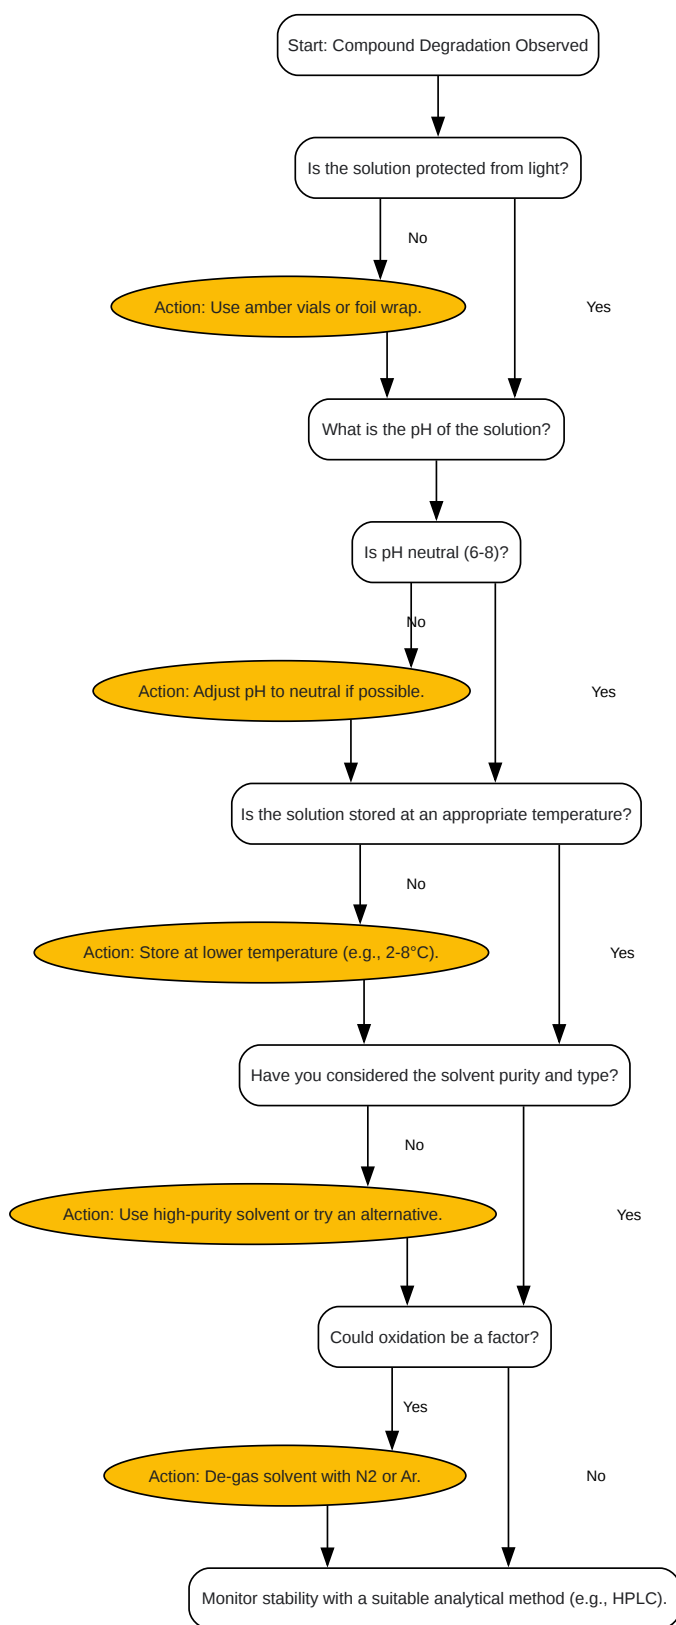 Start: Compound Degradation Observed
Is the solution protected from light?
No
Action: Use amber vials or foil wrap.
Yes
What is the pH of the solution?
Is pH neutral (6-8)?
No
Action: Adjust pH to neutral if possible.
Yes
Is the solution stored at an appropriate temperature?
No
Action: Store at lower temperature (e.g., 2-8°C).
Yes
Have you considered the solvent purity and type?
No
Action: Use high-purity solvent or try an alternative.
Yes
Could oxidation be a factor?
Yes
Action: De-gas solvent with N2 or Ar.
No
Monitor stability with a suitable analytical method (e.g., HPLC).